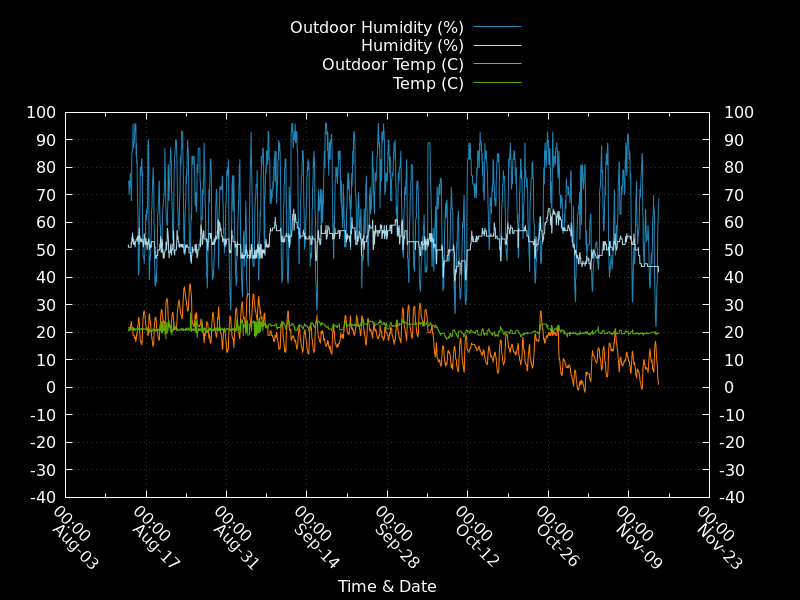 Outdoor Humidity (%)
Humidity (%)
Outdoor Temp (C)
Temp (C)
100 100
90 90
80 80
70 70
60 60
50 50
40 40
30 30
20 20
10 10
0 0
-10 -10
-20 -20
-30 -30
-40 -40
00:00 Aug-03
00:00 Aug-17
00:00 Aug-31
00:00 Sep-14
00:00 Sep-28
00:00 Oct-12
00:00 Oct-26
00:00 Nov-09
00:00 Nov-23
Time & Date